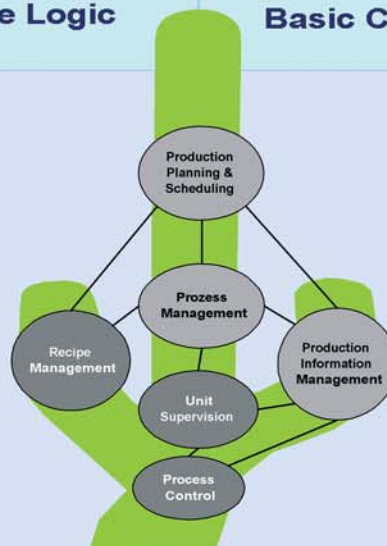 e Logic
Basic C
Production
Planning &
Scheduling
Prozess
Management
Recipe
Management
Production
Information
Management
Unit
Supervision
Process
Control